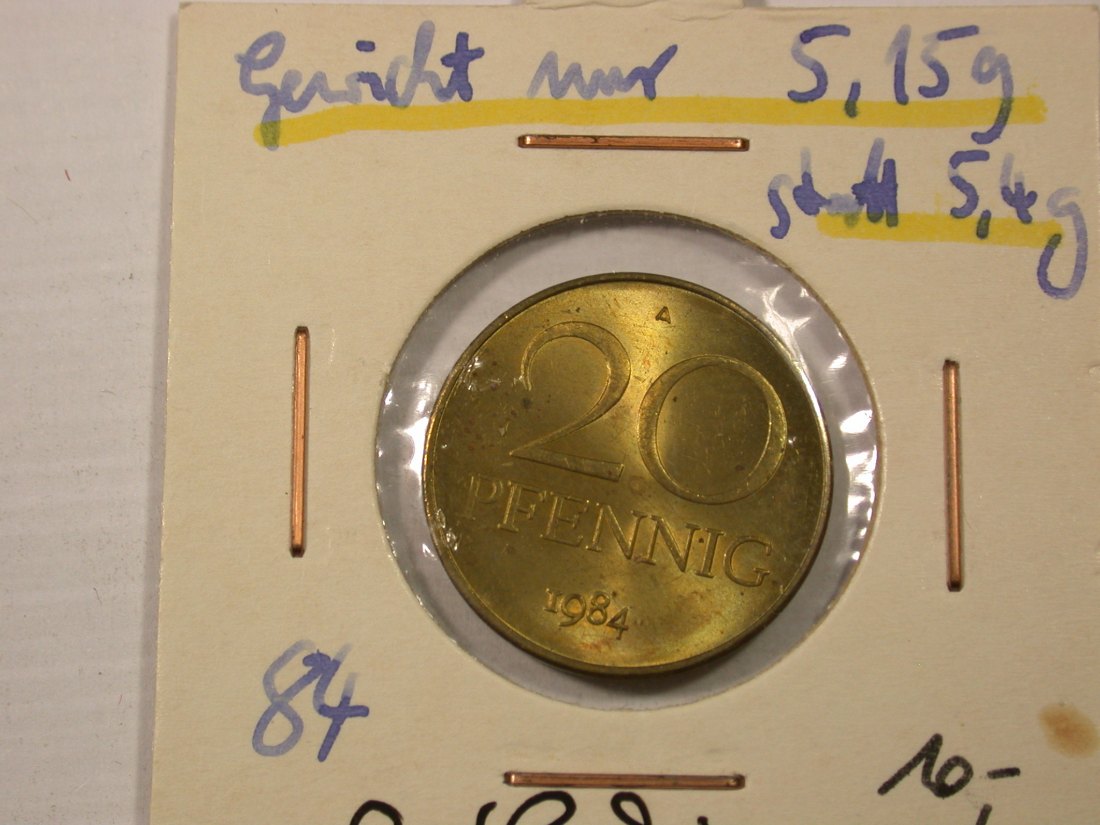 Gewicht nur 5,15g
statt 5,4g
A
20
PFENNIG
1984
84
10,-